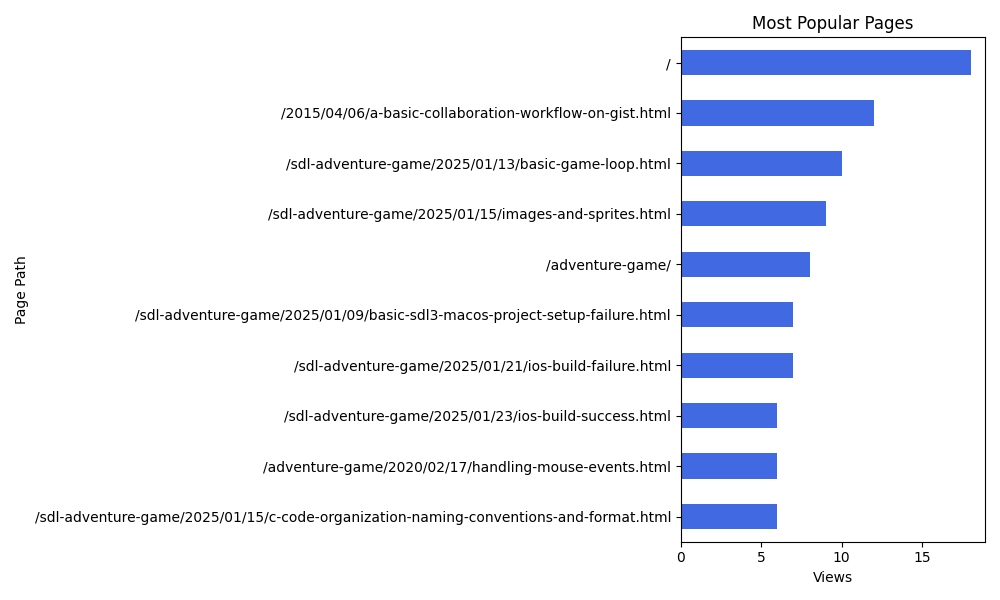 Most Popular Pages
/
/2015/04/06/a-basic-collaboration-workflow-on-gist.html
/sdl-adventure-game/2025/01/13/basic-game-loop.html
/sdl-adventure-game/2025/01/15/images-and-sprites.html
/adventure-game/
/sdl-adventure-game/2025/01/09/basic-sdl3-macos-project-setup-failure.html
/sdl-adventure-game/2025/01/21/ios-build-failure.html
/sdl-adventure-game/2025/01/23/ios-build-success.html
/adventure-game/2020/02/17/handling-mouse-events.html
/sdl-adventure-game/2025/01/15/c-code-organization-naming-conventions-and-format.html
Page Path
0 5 10 15
Views